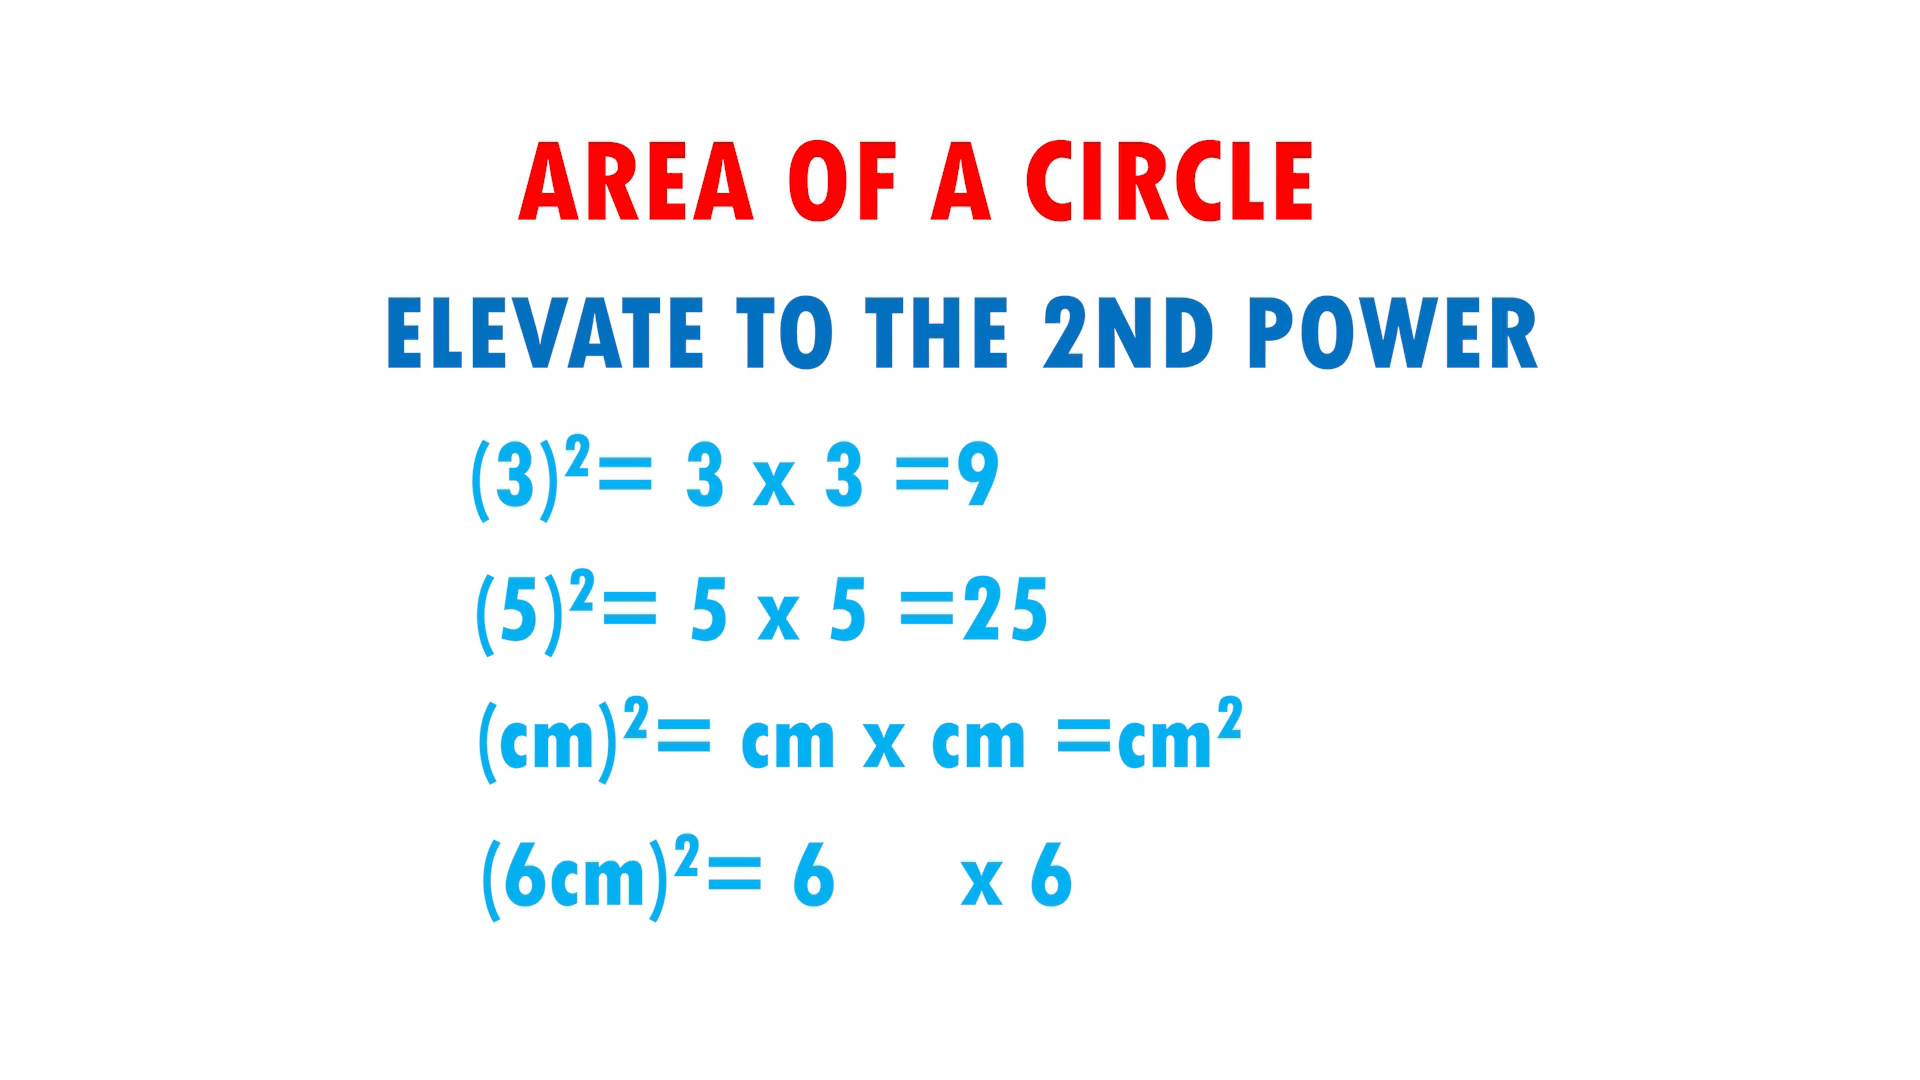 AREA OF A CIRCLE
ELEVATE TO THE 2ND POWER
(3)²= 3 x 3 =9
(5)²= 5 x 5 =25
(cm)²= cm x cm =cm²
(6cm)²= 6 x 6